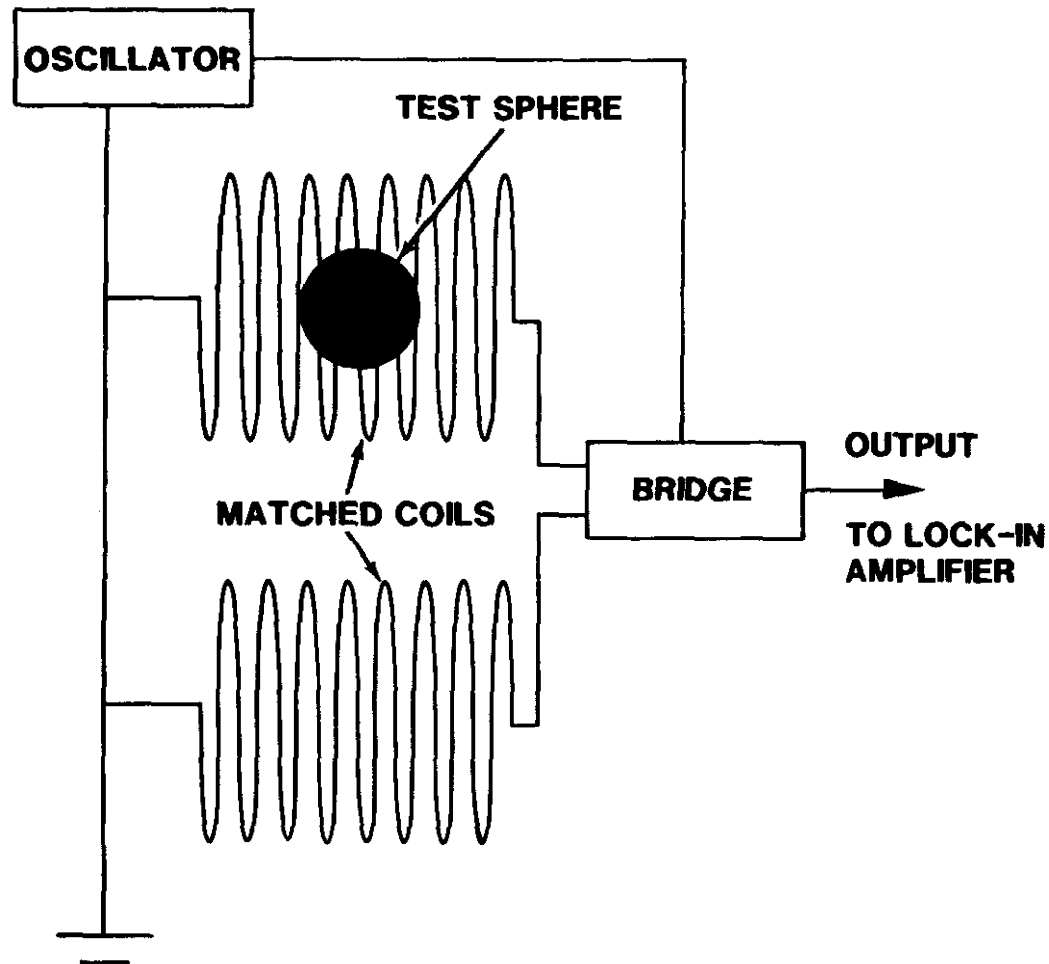 OSCILLATOR
TEST SPHERE
MATCHED COILS
BRIDGE
OUTPUT
TO LOCK-IN
AMPLIFIER